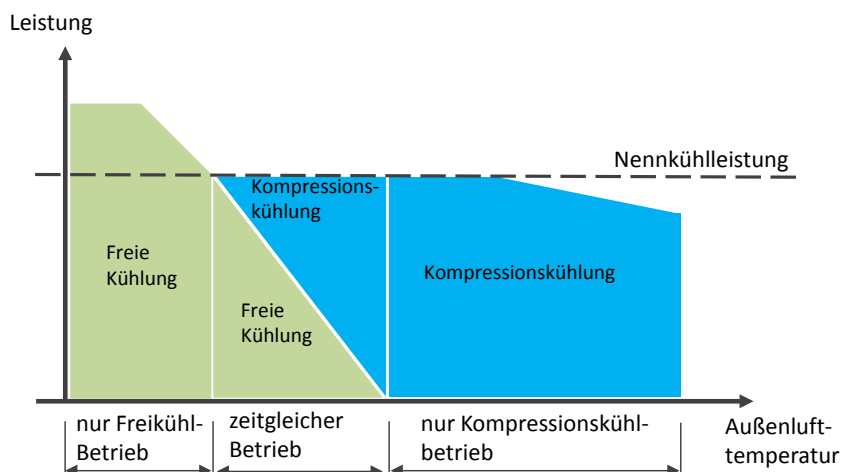 Leistung
Nennkühlleistung
Kompressions-
kühlung
Freie
Kühlung
Kompressionskühlung
Freie
Kühlung
nur Freikühl-
Betrieb
zeitgleicher
Betrieb
nur Kompressionskühl-
betrieb
Außenluft-
temperatur